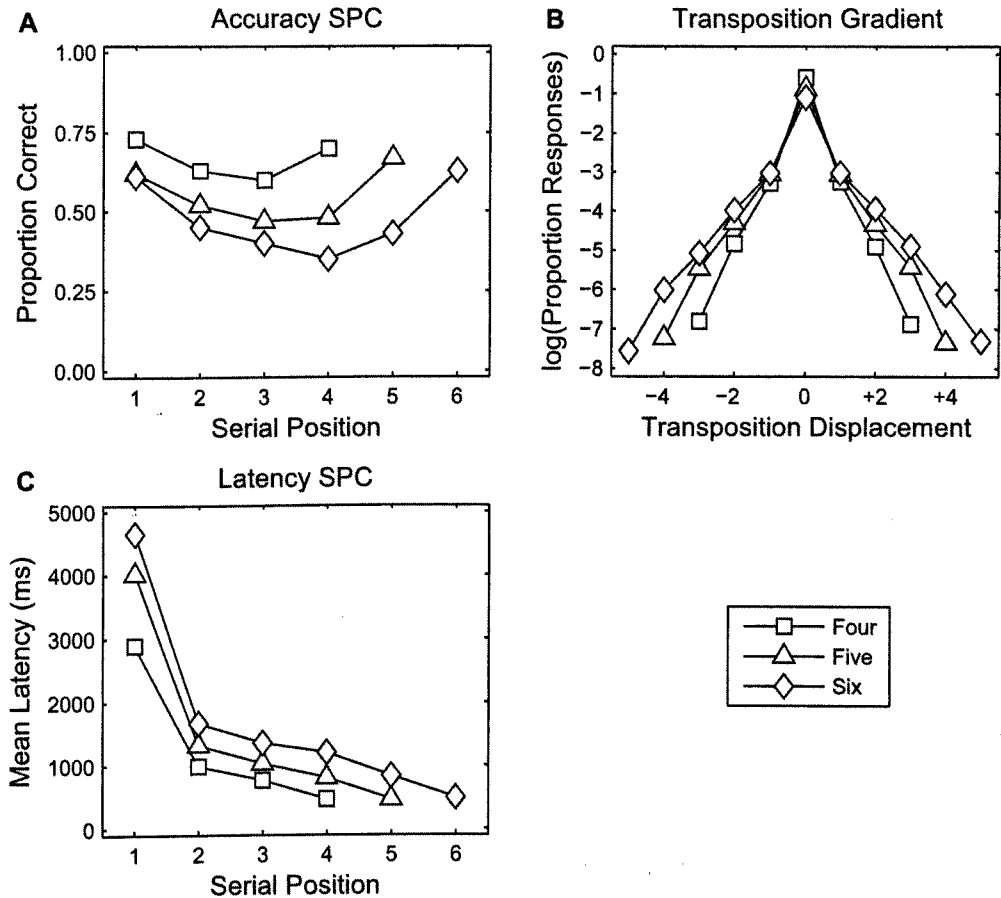 A
Accuracy SPC
Proportion Correct
1.00
0.75
0.50
0.25
0.00
1 2 3 4 5 6
Serial Position
B
Transposition Gradient
log(Proportion Responses)
0
−1
−2
−3
−4
−5
−6
−7
−8
−4 −2 0 +2 +4
Transposition Displacement
C
Latency SPC
Mean Latency (ms)
5000
4000
3000
2000
1000
0
1 2 3 4 5 6
Serial Position
Four
Five
Six